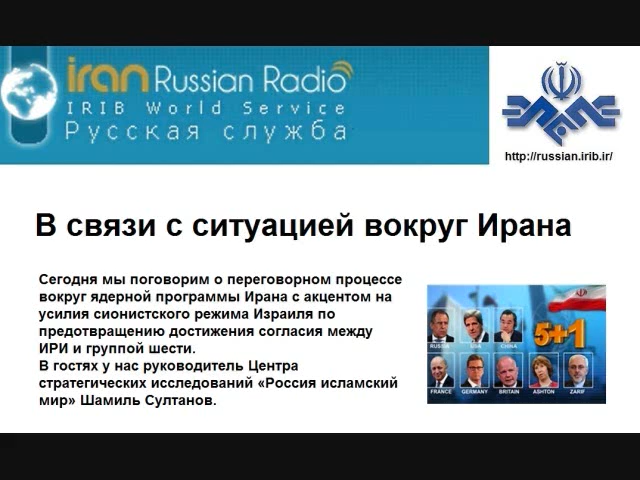 iran Russian Radio
IRIB World Service
Русская служба
http://russian.irib.ir/
В связи с ситуацией вокруг Ирана
Сегодня мы поговорим о переговорном процессе
вокруг ядерной программы Ирана с акцентом на
усилия сионистского режима Израиля по
предотвращению достижения согласия между
ИРИ и группой шести.
В гостях у нас руководитель Центра
стратегических исследований «Россия исламский
мир» Шамиль Султанов.
5+1
RUSSIA USA CHINA
FRANCE GERMANY BRITAIN ASHTON ZARIF